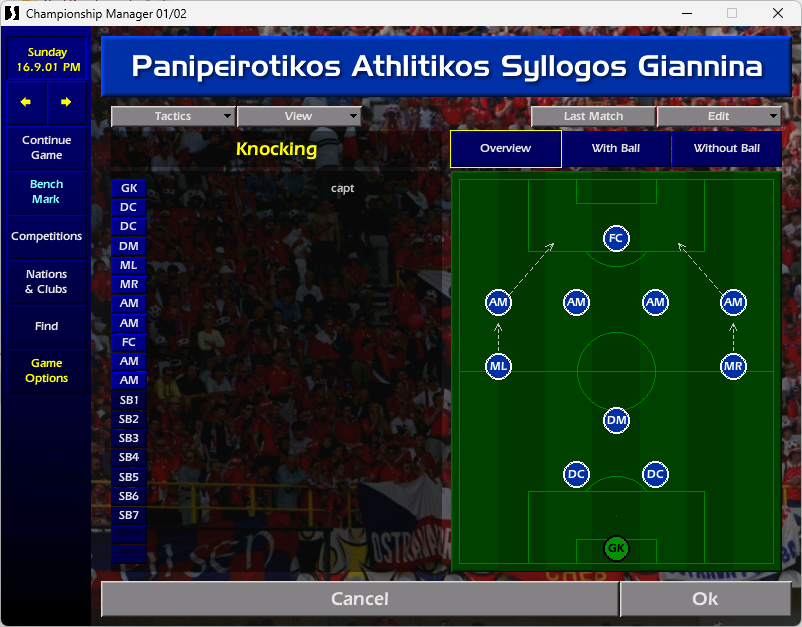 Championship Manager 01/02
Sunday
16.9.01 PM
Panipeirotikos Athlitikos Syllogos Giannina
Continue
Game
Bench
Mark
Competitions
Nations
& Clubs
Find
Game
Options
Tactics
View
Last Match
Edit
Knocking
Overview
With Ball
Without Ball
GK
capt
DC
DC
DM
ML
MR
AM
AM
FC
AM
AM
SB1
SB2
SB3
SB4
SB5
SB6
SB7
FC
AM
AM
AM
AM
ML
MR
DM
DC
DC
GK
Cancel
Ok